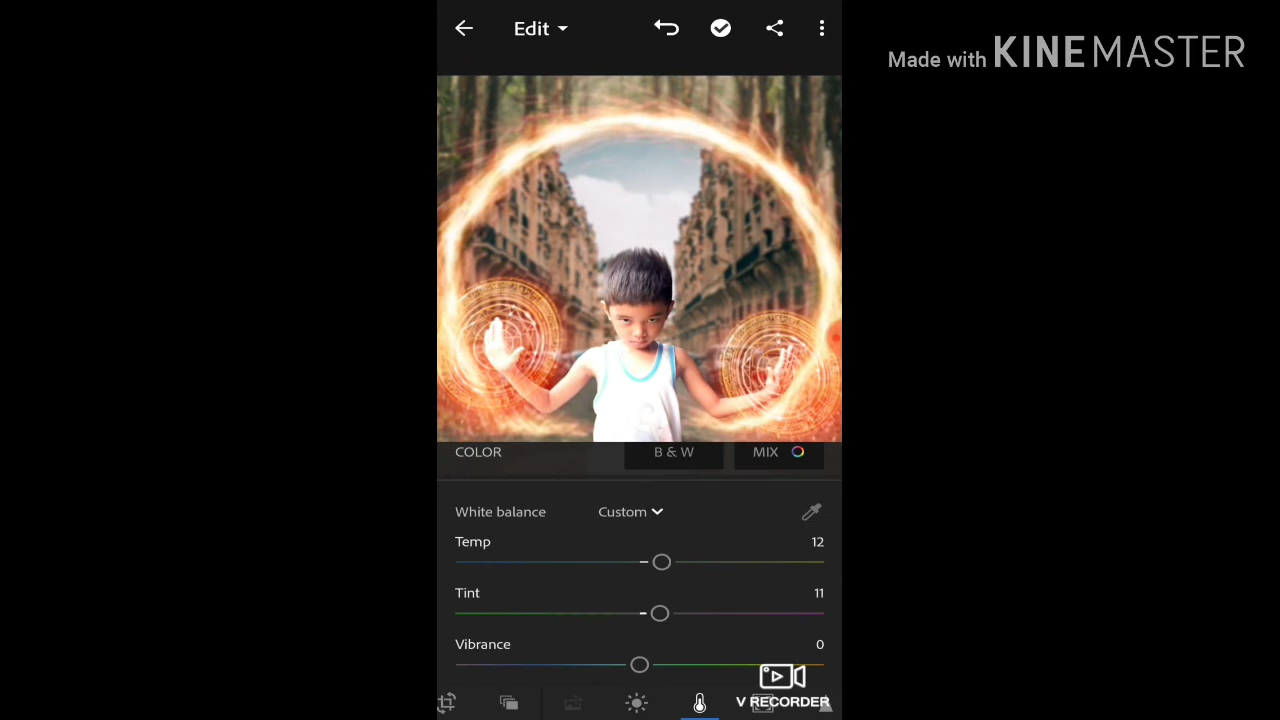 Edit
Made with KINEMASTER
COLOR B & W MIX
White balance Custom
Temp 12
Tint 11
Vibrance 0
V RECORDER